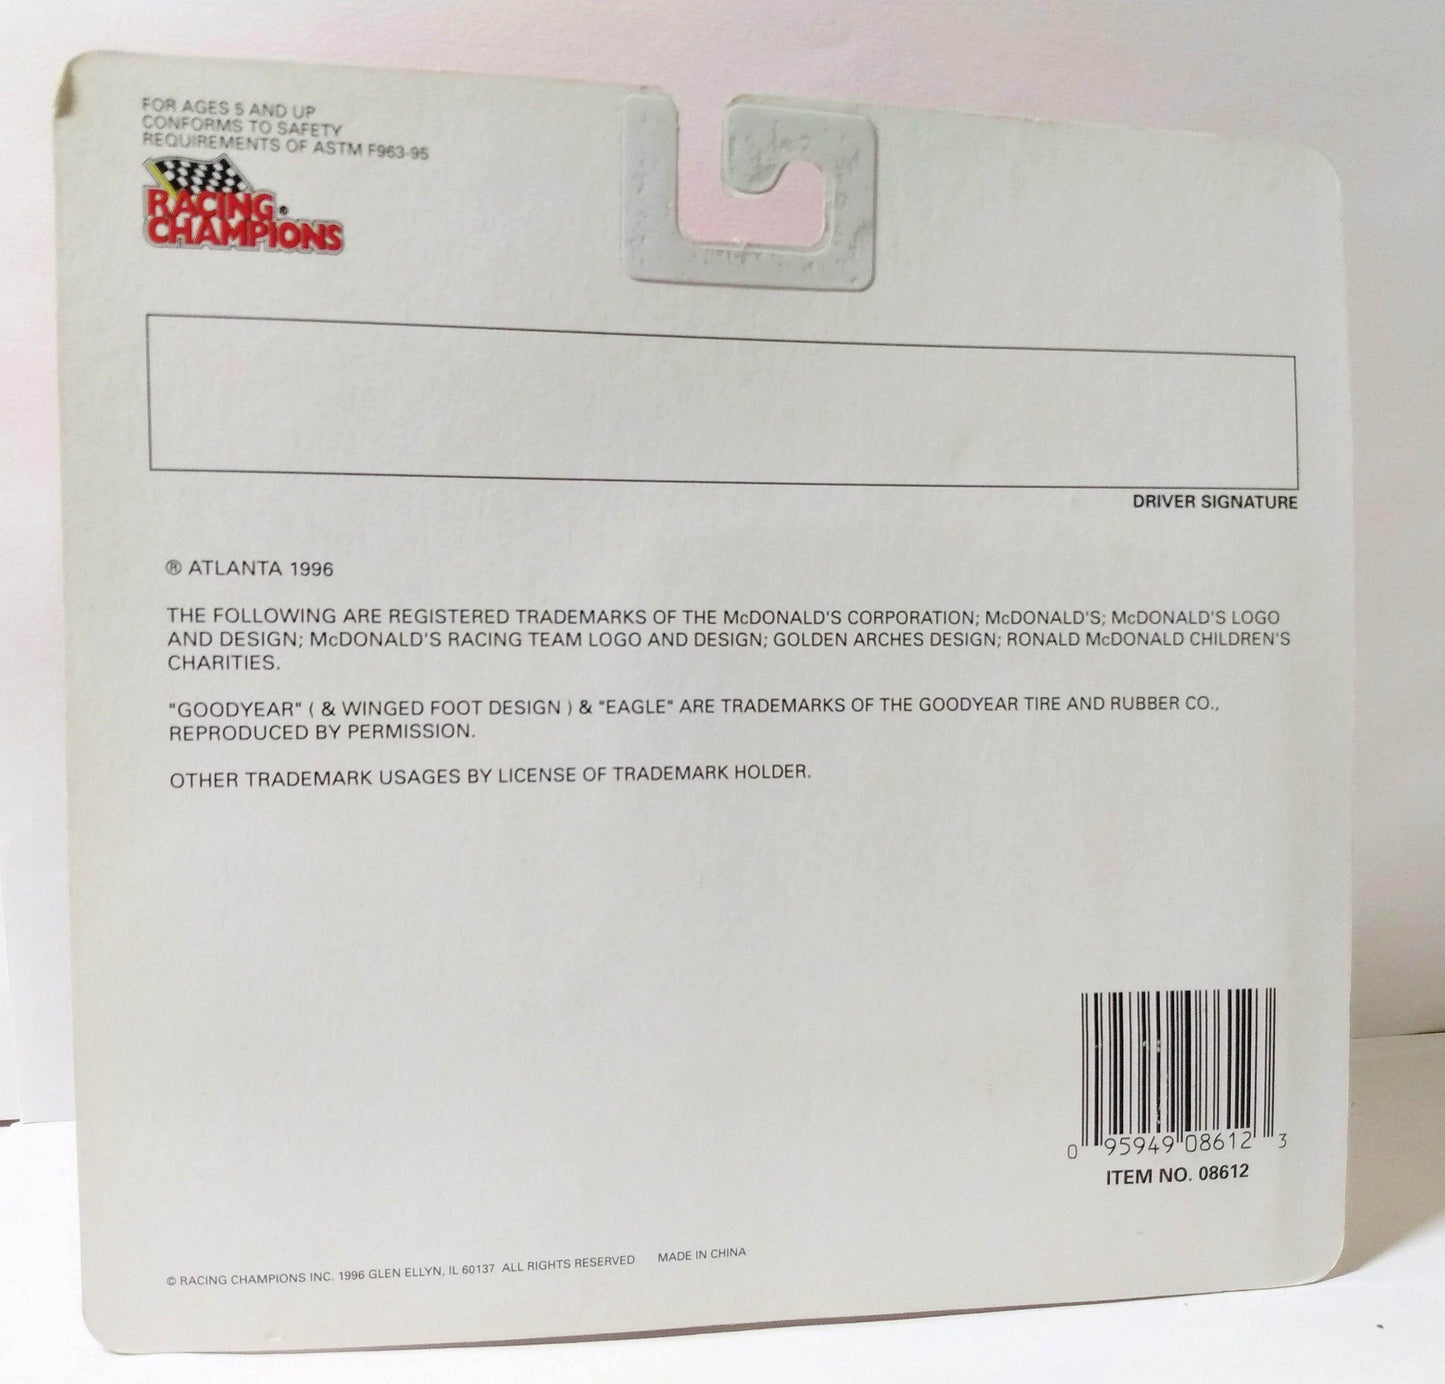 FOR AGES 5 AND UP
CONFORMS TO SAFETY
REQUIREMENTS OF ASTM F963-95
RACING
CHAMPIONS
DRIVER SIGNATURE
® ATLANTA 1996
THE FOLLOWING ARE REGISTERED TRADEMARKS OF THE McDONALD'S CORPORATION; McDONALD'S; McDONALD'S LOGO
AND DESIGN; McDONALD'S RACING TEAM LOGO AND DESIGN; GOLDEN ARCHES DESIGN; RONALD McDONALD CHILDREN'S
CHARITIES.
"GOODYEAR" ( & WINGED FOOT DESIGN ) & "EAGLE" ARE TRADEMARKS OF THE GOODYEAR TIRE AND RUBBER CO.,
REPRODUCED BY PERMISSION.
OTHER TRADEMARK USAGES BY LICENSE OF TRADEMARK HOLDER.
0 95949 08612 3
ITEM NO. 08612
© RACING CHAMPIONS INC. 1996 GLEN ELLYN, IL 60137 ALL RIGHTS RESERVED MADE IN CHINA